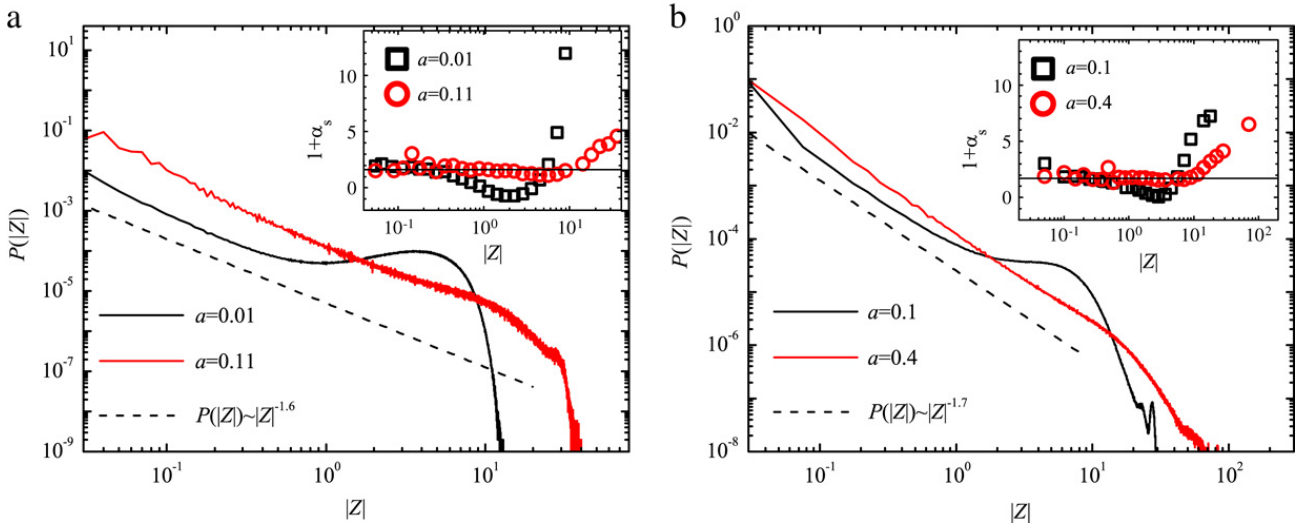 a
P(|Z|)
10^1
10^-1
10^-3
10^-5
10^-7
10^-9
10^-1
10^0
10^1
|Z|
a=0.01
a=0.11
P(|Z|)~|Z|^-1.6
1+α_s
12
8
4
0
a=0.01
a=0.11
10^-1
10^0
10^1
|Z|
b
P(|Z|)
10^0
10^-2
10^-4
10^-6
10^-8
10^-1
10^0
10^1
10^2
|Z|
a=0.1
a=0.4
P(|Z|)~|Z|^-1.7
1+α_s
10
5
0
a=0.1
a=0.4
10^-1
10^0
10^1
10^2
|Z|